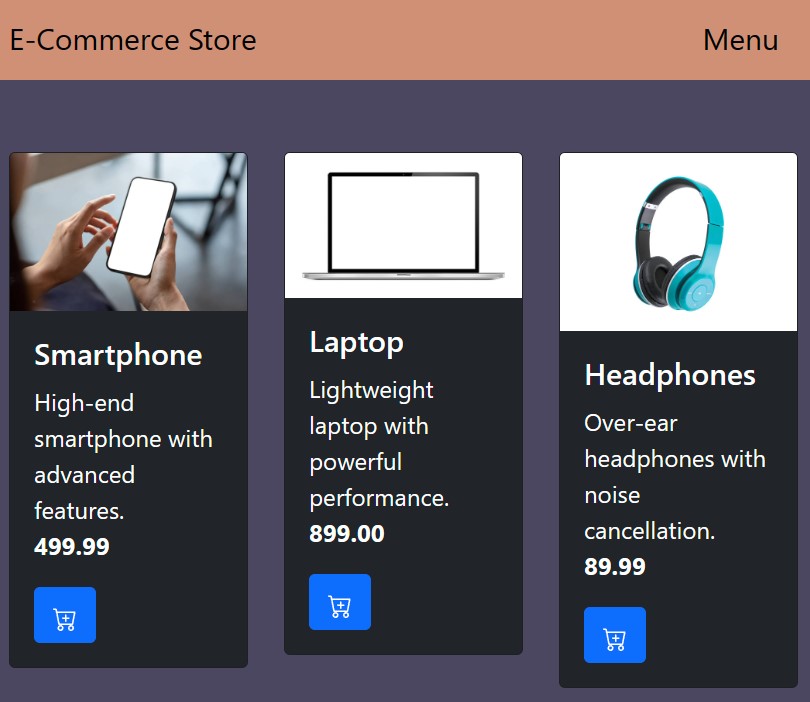 E-Commerce Store
Menu
Smartphone
High-end
smartphone with
advanced
features.
499.99
Laptop
Lightweight
laptop with
powerful
performance.
899.00
Headphones
Over-ear
headphones with
noise
cancellation.
89.99